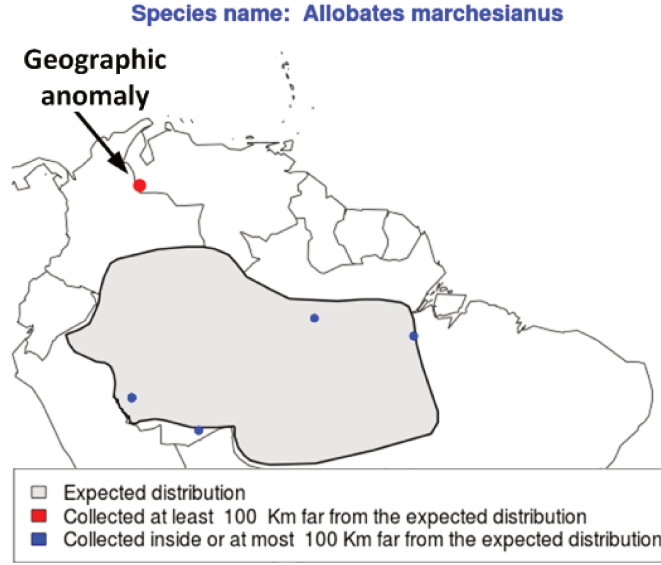 Species name: Allobates marchesianus
Geographic
anomaly
Expected distribution
Collected at least 100 Km far from the expected distribution
Collected inside or at most 100 Km far from the expected distribution